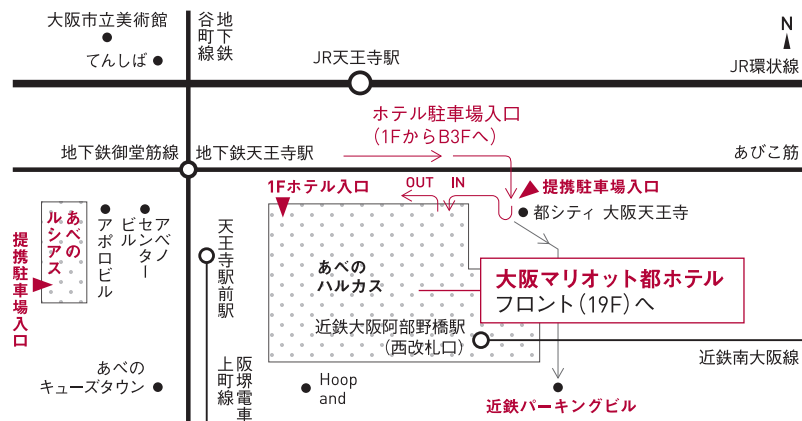 大阪市立美術館
てんしば
地下鉄
谷町線
JR天王寺駅
N
JR環状線
ホテル駐車場入口
(1FからB3Fへ)
地下鉄御堂筋線
地下鉄天王寺駅
あびこ筋
1Fホテル入口
OUT
IN
提携駐車場入口
都シティ 大阪天王寺
あべの
ルシアス
提携駐車場入口
アポロビル
アベノ
センター
ビル
天王寺駅前駅
あべの
ハルカス
大阪マリオット都ホテル
フロント(19F)へ
近鉄大阪阿部野橋駅
(西改札口)
近鉄南大阪線
あべの
キューズタウン
阪堺電車
上町線
Hoop
and
近鉄パーキングビル